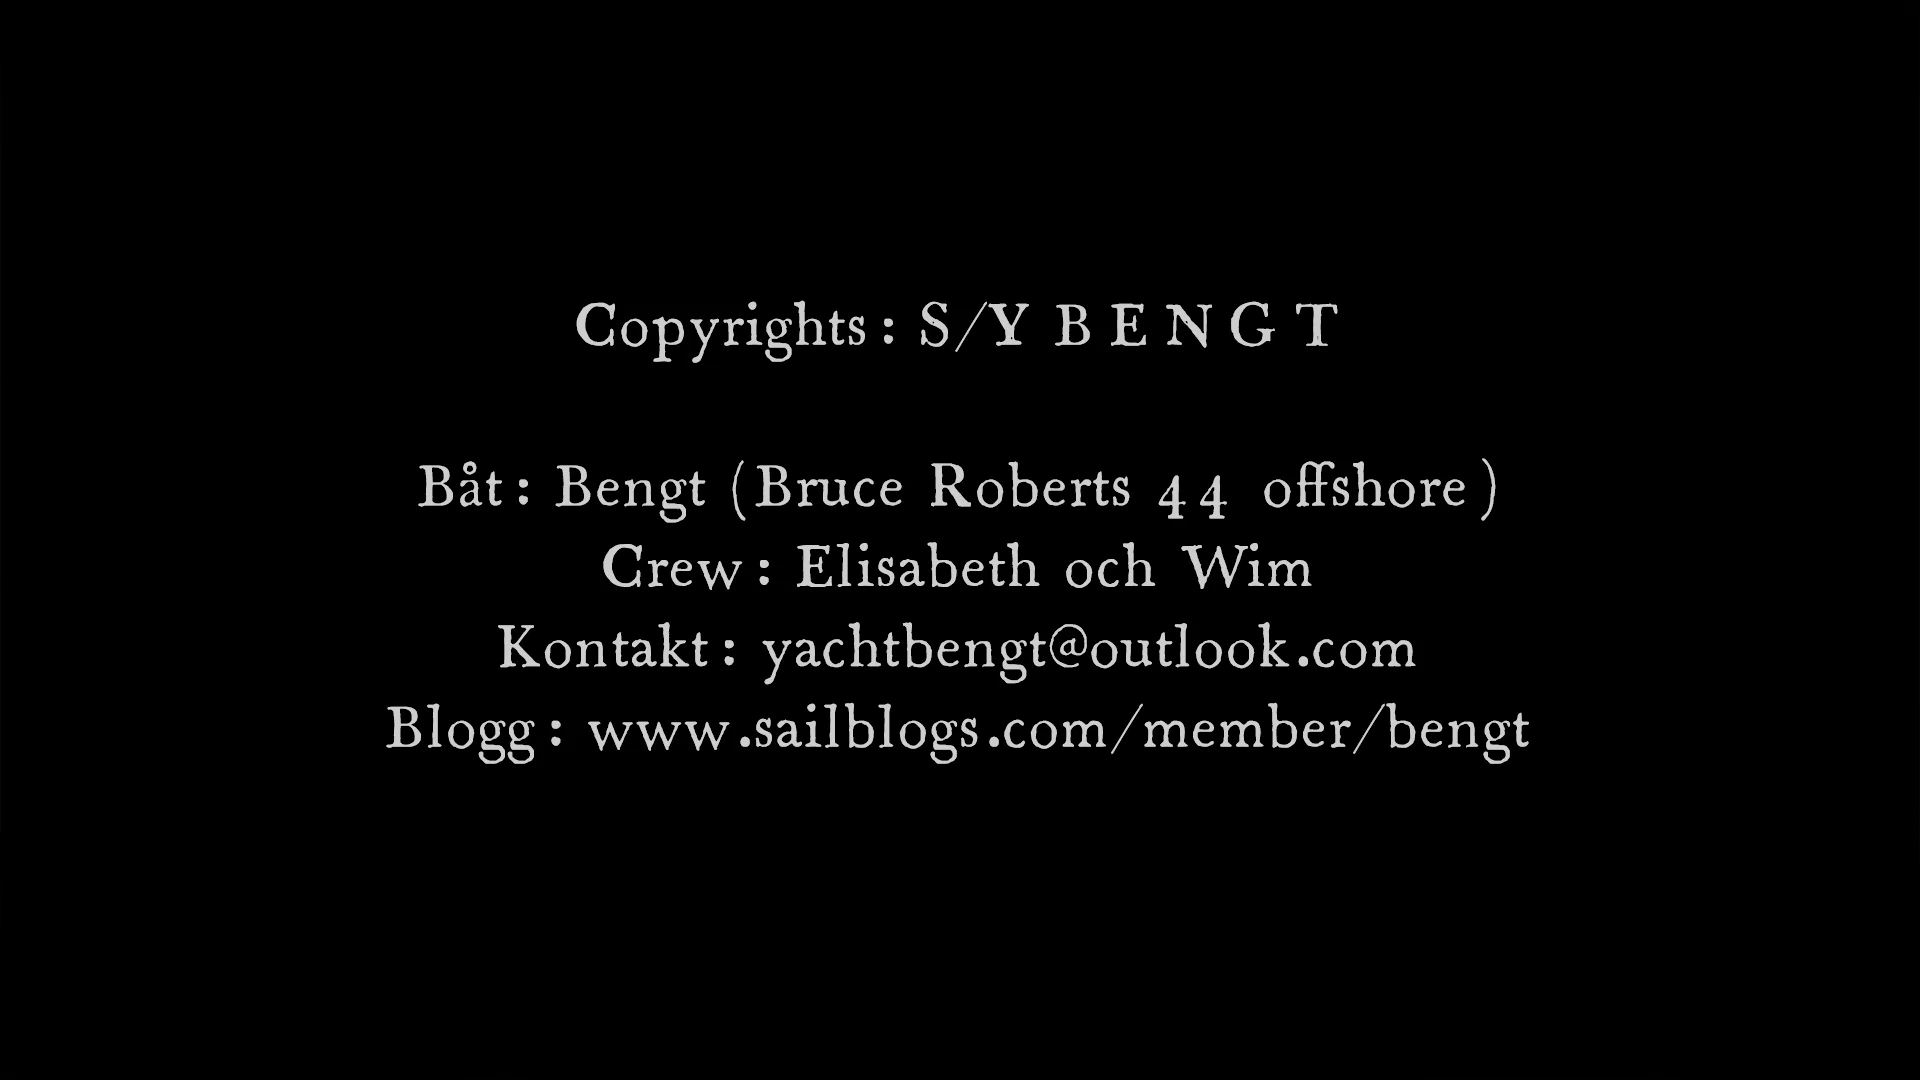 Copyrights: S/Y B E N G T
Båt: Bengt (Bruce Roberts 44 offshore)
Crew: Elisabeth och Wim
Kontakt: yachtbengt@outlook.com
Blogg: www.sailblogs.com/member/bengt